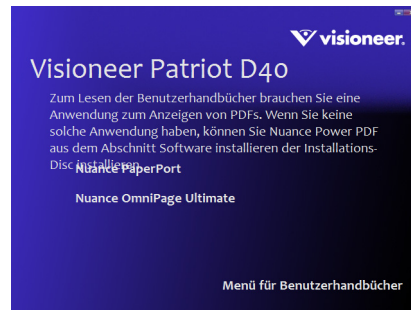 visioneer.
Visioneer Patriot D40
Zum Lesen der Benutzerhandbücher brauchen Sie eine
Anwendung zum Anzeigen von PDFs. Wenn Sie keine
solche Anwendung haben, können Sie Nuance Power PDF
aus dem Abschnitt Software installieren der Installations-
Disc installieren.
Nuance PaperPort
Nuance OmniPage Ultimate
Menü für Benutzerhandbücher